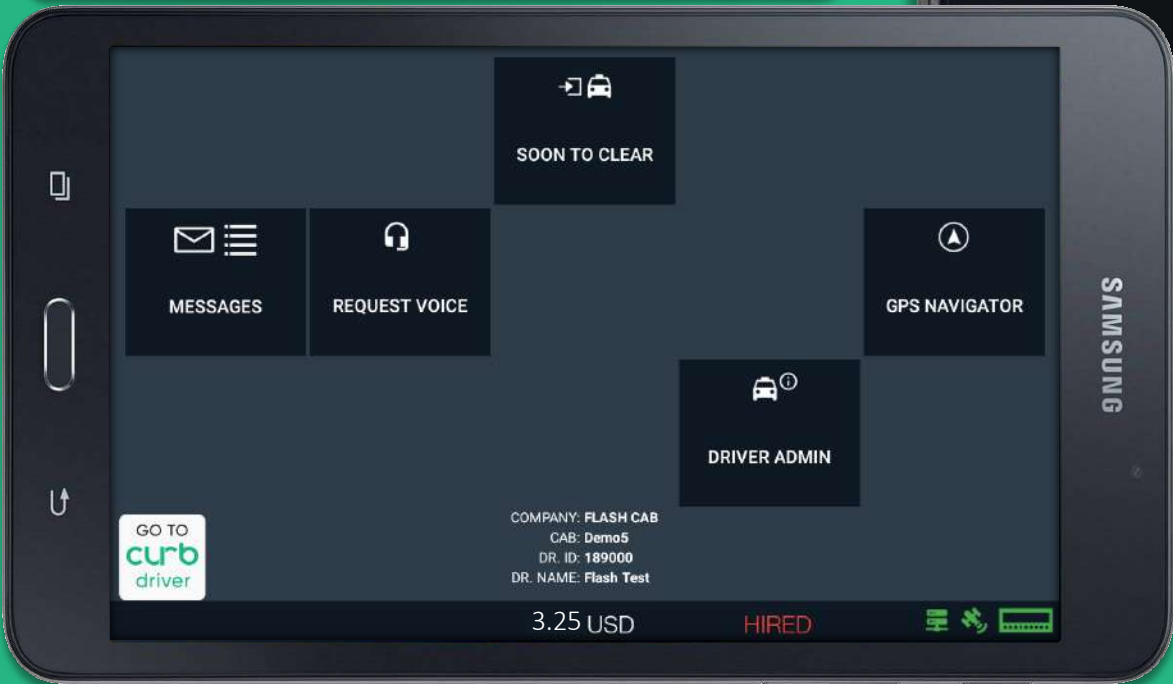 SOON TO CLEAR
MESSAGES
REQUEST VOICE
GPS NAVIGATOR
DRIVER ADMIN
COMPANY: FLASH CAB
CAB: Demo5
DR. ID: 189000
DR. NAME: Flash Test
GO TO
curb
driver
3.25 USD
HIRED
SAMSUNG